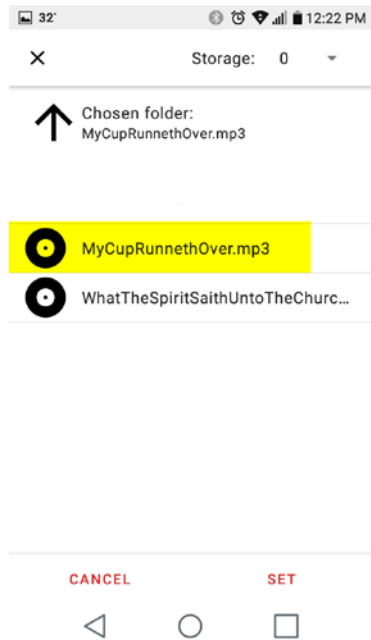 32° 12:22 PM
Storage: 0
Chosen folder:
MyCupRunnethOver.mp3
MyCupRunnethOver.mp3
WhatTheSpiritSaithUntoTheChurc...
CANCEL SET